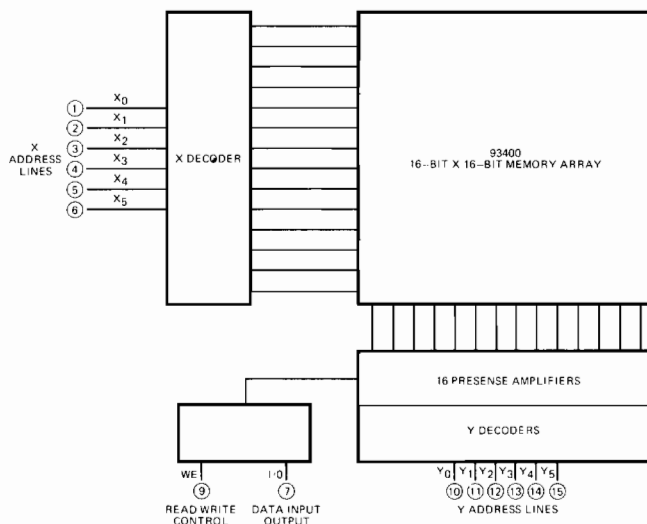 X0
1
X1
2
X2
X
ADDRESS
LINES
3
X3
4
X4
5
X5
6
X DECODER
93400
16-BIT X 16-BIT MEMORY ARRAY
16 PRESENSE AMPLIFIERS
Y DECODERS
WE
I/O
9
7
READ WRITE
CONTROL
DATA INPUT
OUTPUT
Y0 Y1 Y2 Y3 Y4 Y5
10 11 12 13 14 15
Y ADDRESS LINES